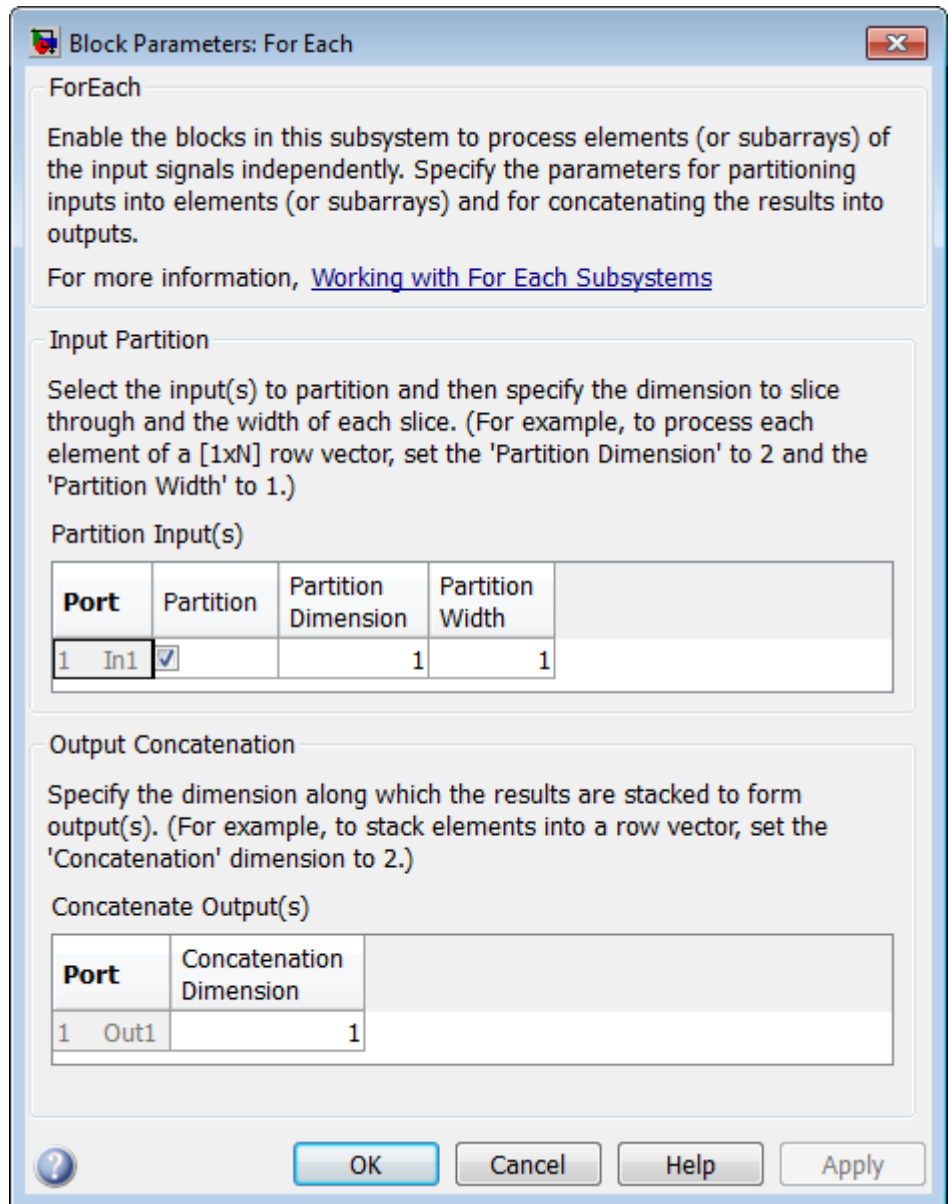 Block Parameters: For Each
ForEach
Enable the blocks in this subsystem to process elements (or subarrays) of
the input signals independently. Specify the parameters for partitioning
inputs into elements (or subarrays) and for concatenating the results into
outputs.
For more information, Working with For Each Subsystems
Input Partition
Select the input(s) to partition and then specify the dimension to slice
through and the width of each slice. (For example, to process each
element of a [1xN] row vector, set the 'Partition Dimension' to 2 and the
'Partition Width' to 1.)
Partition Input(s)
Port Partition Partition Dimension Partition Width
1 In1 1 1
Output Concatenation
Specify the dimension along which the results are stacked to form
output(s). (For example, to stack elements into a row vector, set the
'Concatenation' dimension to 2.)
Concatenate Output(s)
Port Concatenation Dimension
1 Out1 1
? OK Cancel Help Apply